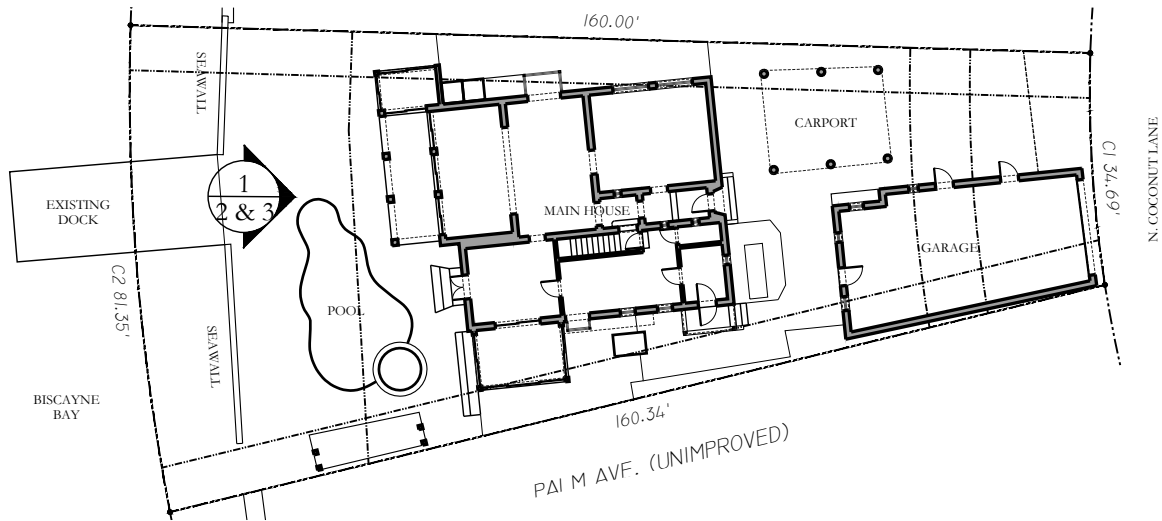 160.00'
SEAWALL
CARPORT
C1 34.69'
N. COCONUT LANE
1
2 & 3
EXISTING
DOCK
MAIN HOUSE
GARAGE
C2 81.35'
POOL
SEAWALL
BISCAYNE
BAY
160.34'
PALM AVE. (UNIMPROVED)